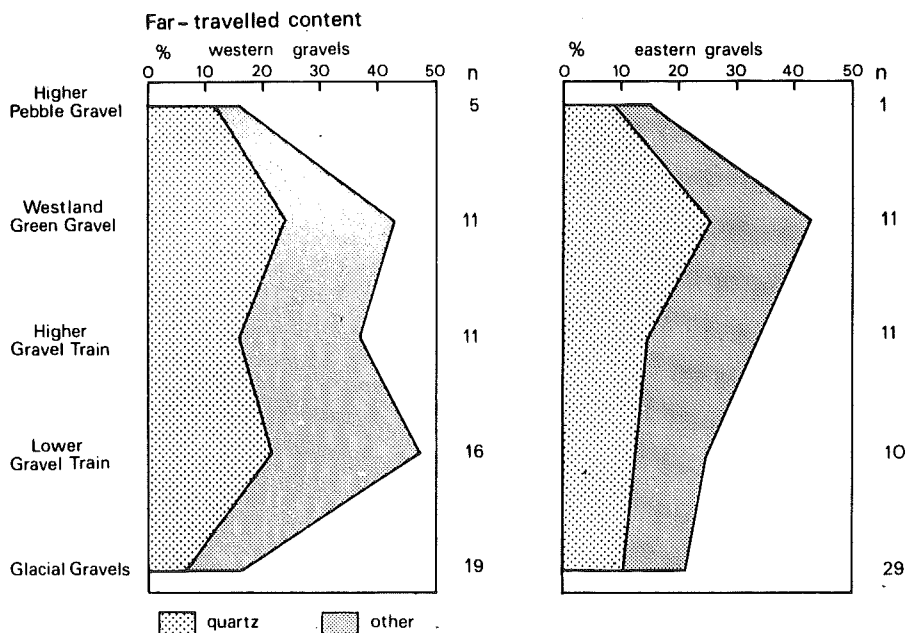 Far-travelled content
% western gravels
0 10 20 30 40 50 n
% eastern gravels
0 10 20 30 40 50 n
Higher
Pebble Gravel
5
1
Westland
Green Gravel
11
11
Higher
Gravel Train
11
11
Lower
Gravel Train
16
10
Glacial Gravels
19
29
quartz
other